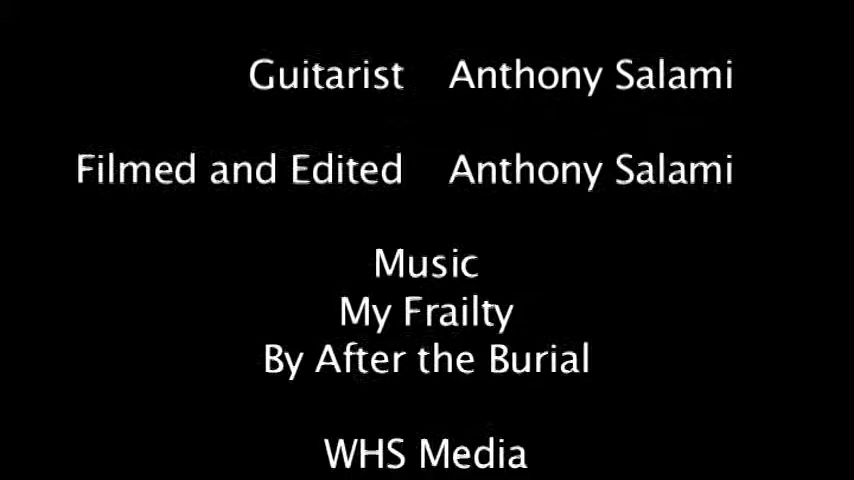 Guitarist Anthony Salami
Filmed and Edited Anthony Salami
Music
My Frailty
By After the Burial
WHS Media